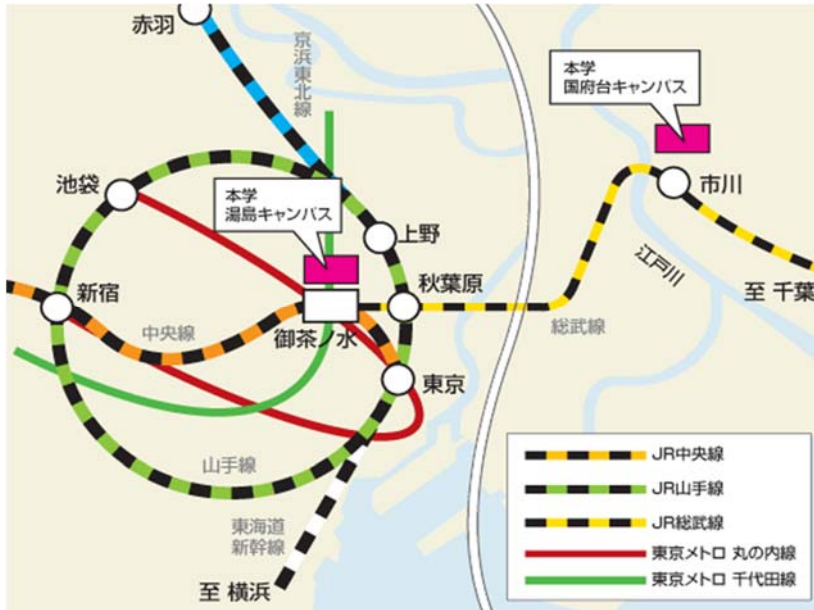 赤羽
京浜東北線
本学
国府台キャンパス
池袋
本学
湯島キャンパス
市川
上野
新宿
秋葉原
江戸川
至 千葉
中央線
御茶ノ水
総武線
東京
山手線
東海道
新幹線
至 横浜
JR中央線
JR山手線
JR総武線
東京メトロ 丸の内線
東京メトロ 千代田線